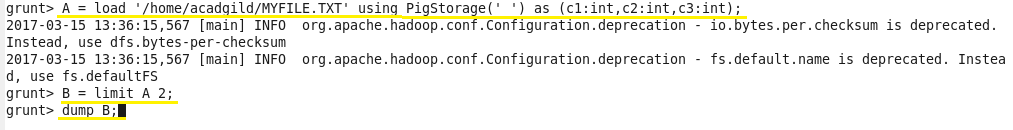 grunt> A = load '/home/acadgild/MYFILE.TXT' using PigStorage(' ') as (c1:int,c2:int,c3:int);
2017-03-15 13:36:15,567 [main] INFO  org.apache.hadoop.conf.Configuration.deprecation - io.bytes.per.checksum is deprecated.
Instead, use dfs.bytes-per-checksum
2017-03-15 13:36:15,567 [main] INFO  org.apache.hadoop.conf.Configuration.deprecation - fs.default.name is deprecated. Instea
d, use fs.defaultFS
grunt> B = limit A 2;
grunt> dump B;